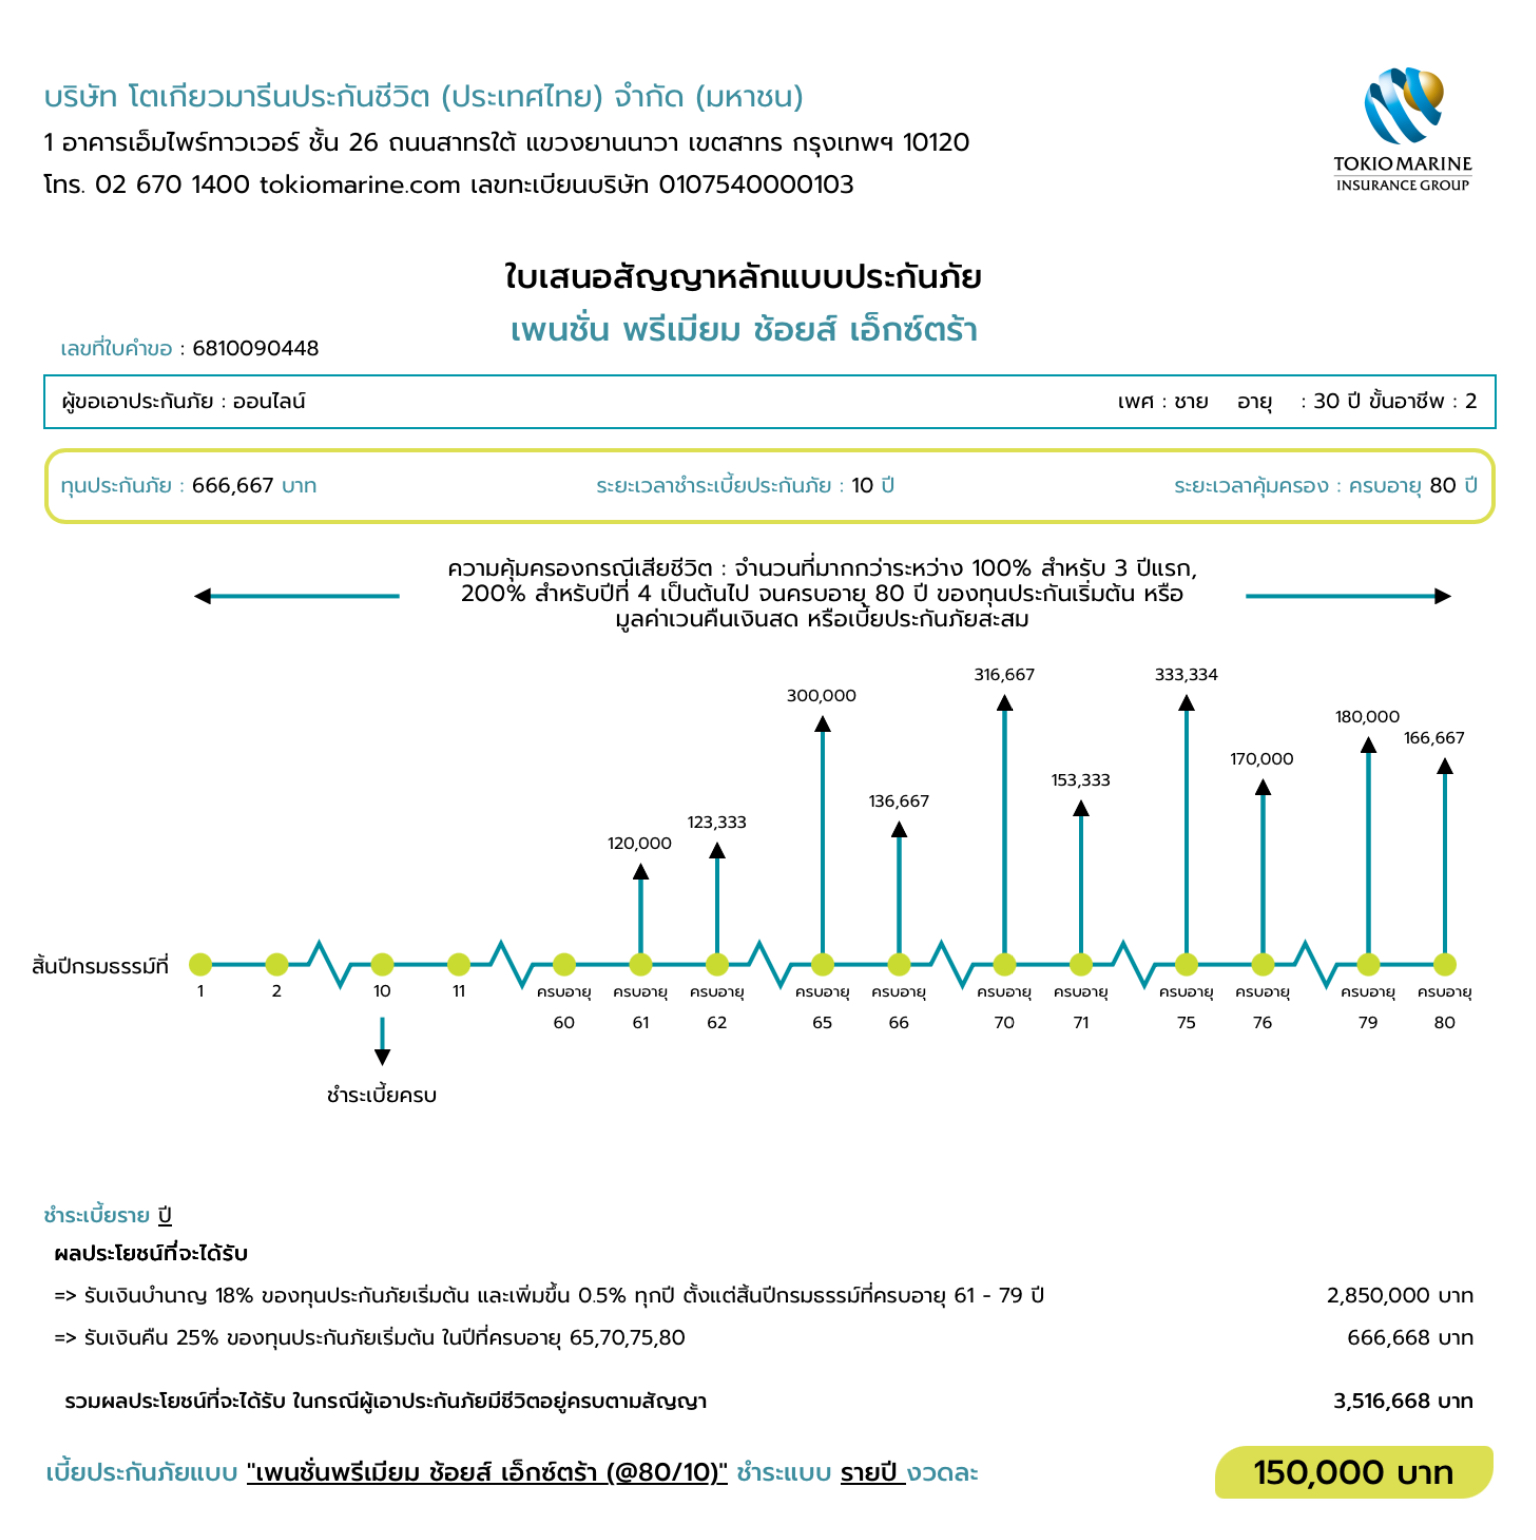 บริษัท โตเกียวมารีนประกันชีวิต (ประเทศไทย) จำกัด (มหาชน)
1 อาคารเอ็มไพร์ทาวเวอร์ ชั้น 26 ถนนสาทรใต้ แขวงยานนาวา เขตสาทร กรุงเทพฯ 10120
โทร. 02 670 1400 tokiomarine.com เลขทะเบียนบริษัท 0107540000103
TOKIO MARINE
INSURANCE GROUP
ใบเสนอสัญญาหลักแบบประกันภัย
เพนชั่น พรีเมียม ช้อยส์ เอ็กซ์ตร้า
เลขที่ใบคำขอ : 6810090448
ผู้ขอเอาประกันภัย : ออนไลน์ เพศ : ชาย อายุ : 30 ปี ขั้นอาชีพ : 2
ทุนประกันภัย : 666,667 บาท ระยะเวลาชำระเบี้ยประกันภัย : 10 ปี ระยะเวลาคุ้มครอง : ครบอายุ 80 ปี
ความคุ้มครองกรณีเสียชีวิต : จำนวนที่มากกว่าระหว่าง 100% สำหรับ 3 ปีแรก,
200% สำหรับปีที่ 4 เป็นต้นไป จนครบอายุ 80 ปี ของทุนประกันเริ่มต้น หรือ
มูลค่าเวนคืนเงินสด หรือเบี้ยประกันภัยสะสม
316,667 333,334
300,000
180,000
166,667
170,000
153,333
136,667
123,333
120,000
สิ้นปีกรมธรรม์ที่
1 2 10 11 ครบอายุ ครบอายุ ครบอายุ ครบอายุ ครบอายุ ครบอายุ ครบอายุ ครบอายุ ครบอายุ ครบอายุ ครบอายุ
60 61 62 65 66 70 71 75 76 79 80
ชำระเบี้ยครบ
ชำระเบี้ยราย ปี
ผลประโยชน์ที่จะได้รับ
=> รับเงินบำนาญ 18% ของทุนประกันภัยเริ่มต้น และเพิ่มขึ้น 0.5% ทุกปี ตั้งแต่สิ้นปีกรมธรรม์ที่ครบอายุ 61 - 79 ปี 2,850,000 บาท
=> รับเงินคืน 25% ของทุนประกันภัยเริ่มต้น ในปีที่ครบอายุ 65,70,75,80 666,668 บาท
รวมผลประโยชน์ที่จะได้รับ ในกรณีผู้เอาประกันภัยมีชีวิตอยู่ครบตามสัญญา 3,516,668 บาท
เบี้ยประกันภัยแบบ "เพนชั่นพรีเมียม ช้อยส์ เอ็กซ์ตร้า (@80/10)" ชำระแบบ รายปี งวดละ 150,000 บาท